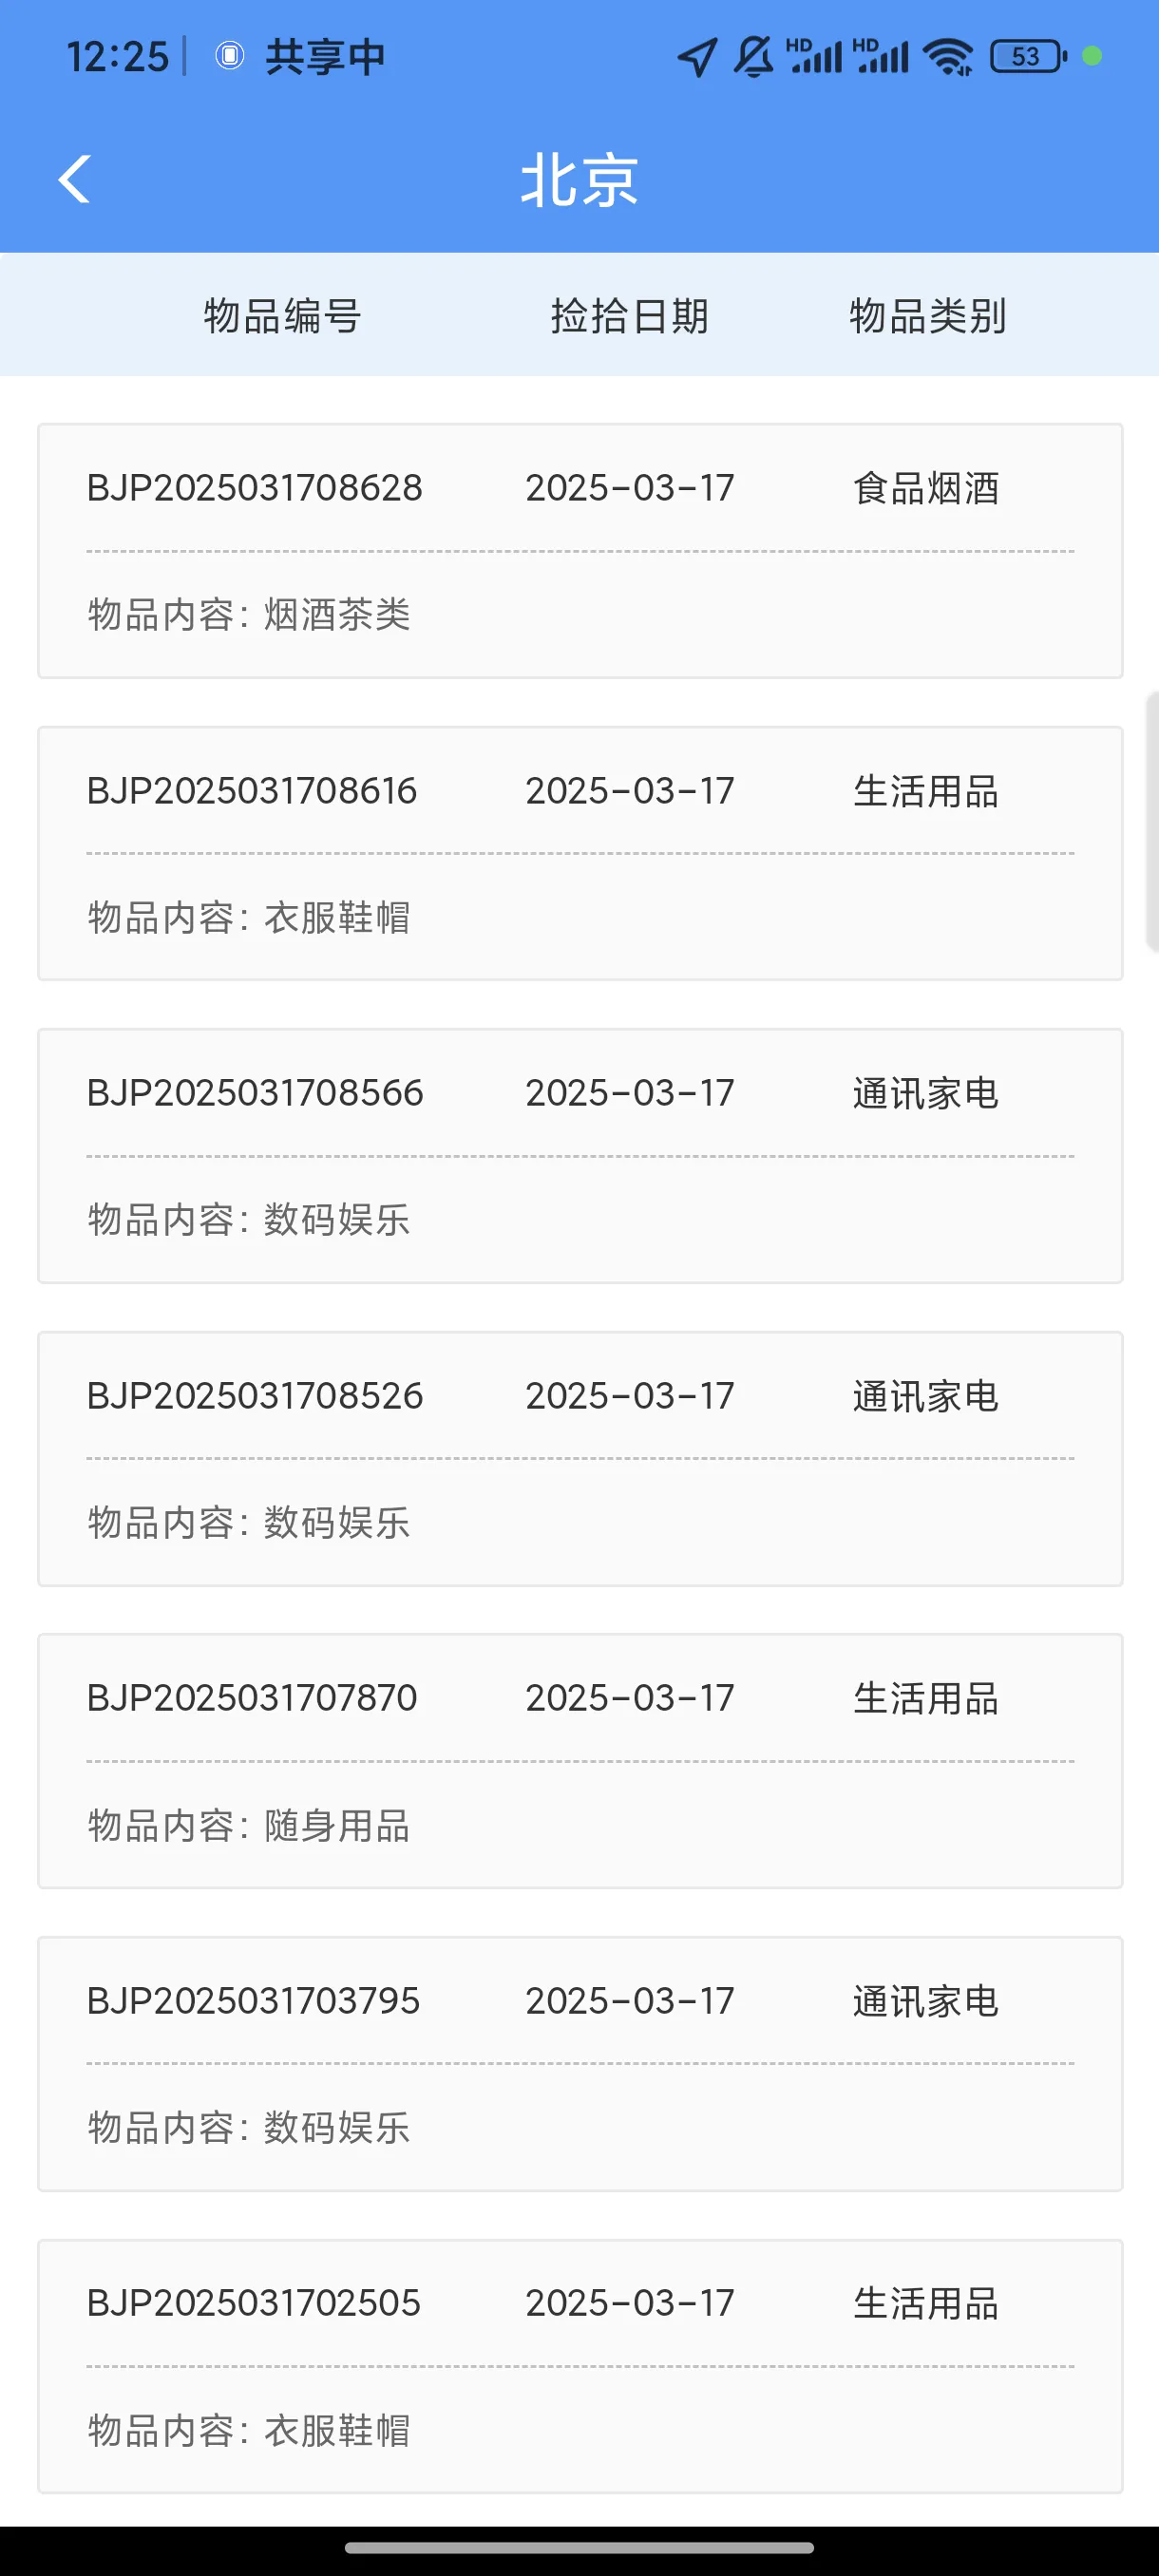 12:25 共享中 HD HD 53
北京
物品编号 捡拾日期 物品类别
BJP2025031708628 2025-03-17 食品烟酒
物品内容: 烟酒茶类
BJP2025031708616 2025-03-17 生活用品
物品内容: 衣服鞋帽
BJP2025031708566 2025-03-17 通讯家电
物品内容: 数码娱乐
BJP2025031708526 2025-03-17 通讯家电
物品内容: 数码娱乐
BJP2025031707870 2025-03-17 生活用品
物品内容: 随身用品
BJP2025031703795 2025-03-17 通讯家电
物品内容: 数码娱乐
BJP2025031702505 2025-03-17 生活用品
物品内容: 衣服鞋帽